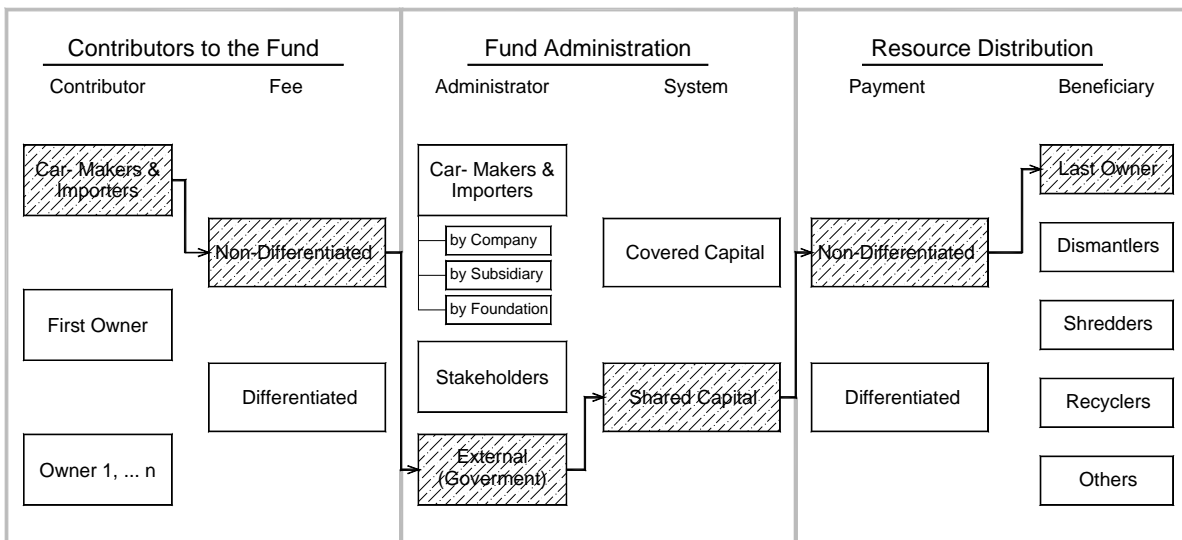 Contributors to the Fund
Contributor
Fee
Car- Makers &
Importers
Non-Differentiated
First Owner
Differentiated
Owner 1, ... n
Fund Administration
Administrator
System
Car- Makers &
Importers
by Company
by Subsidiary
by Foundation
Covered Capital
Stakeholders
Shared Capital
External
(Goverment)
Resource Distribution
Payment
Beneficiary
Last Owner
Non-Differentiated
Dismantlers
Shredders
Differentiated
Recyclers
Others